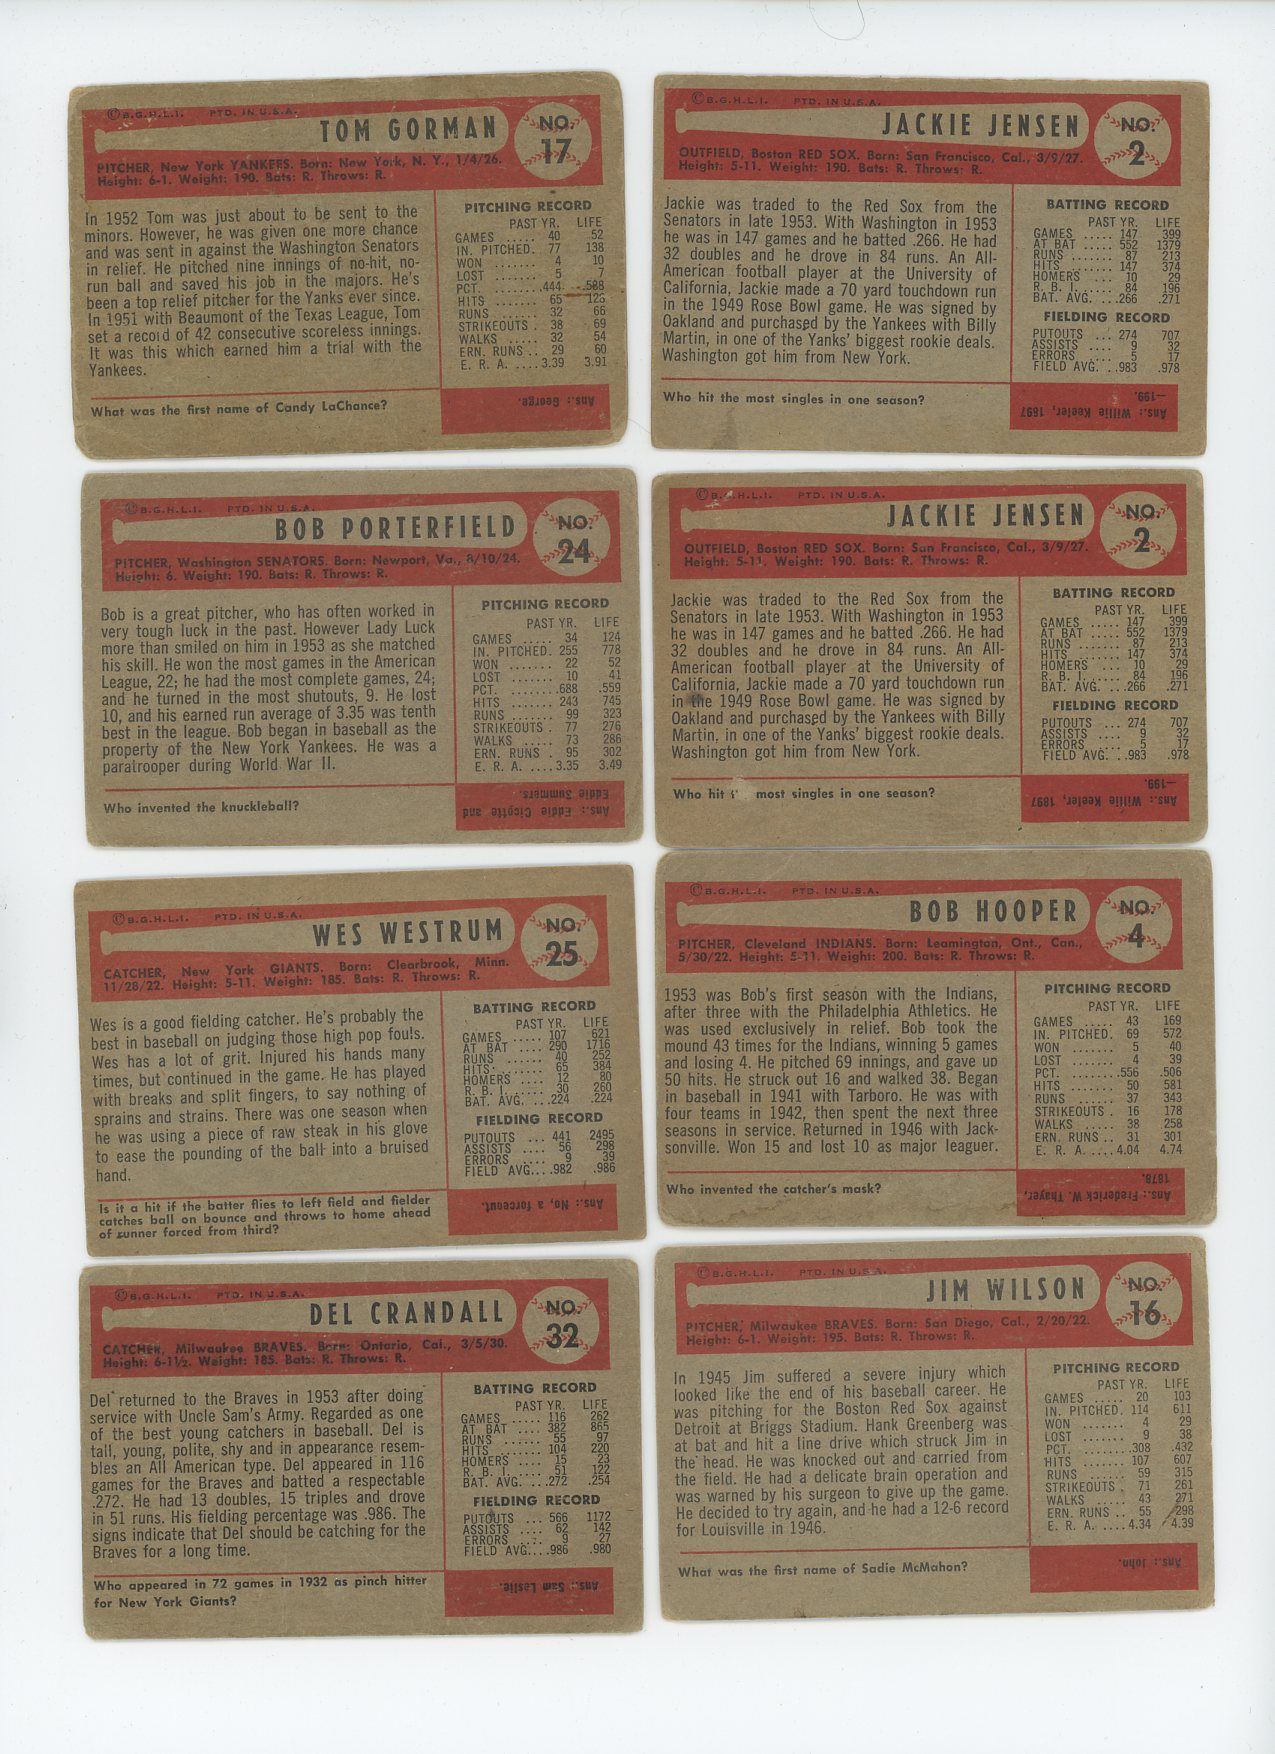 ©B.G.H.L.I. PTD. IN U.S.A.
TOM GORMAN
NO.
17
PITCHER, New York YANKEES. Born: New York, N. Y., 1/4/26.
Height: 6-1. Weight: 190. Bats: R. Throws: R.
In 1952 Tom was just about to be sent to the
minors. However, he was given one more chance
and was sent in against the Washington Senators
in relief. He pitched nine innings of no-hit, no-
run ball and saved his job in the majors. He's
been a top relief pitcher for the Yanks ever since.
In 1951 with Beaumont of the Texas League, Tom
set a record of 42 consecutive scoreless innings.
It was this which earned him a trial with the
Yankees.
PITCHING RECORD
PAST YR. LIFE
GAMES ..... 40 52
IN. PITCHED. 77 138
WON ....... 4 10
LOST ....... 5 7
PCT. ........444 .588
HITS ....... 65 123
RUNS ...... 32 66
STRIKEOUTS . 38 69
WALKS ..... 32 54
ERN. RUNS .. 29 60
E. R. A. ....3.39 3.91
What was the first name of Candy LaChance?
Ans.: George.
©B.G.H.L.I. PTD. IN U.S.A.
JACKIE JENSEN
NO.
2
OUTFIELD, Boston RED SOX. Born: San Francisco, Cal., 3/9/27.
Height: 5-11. Weight: 190. Bats: R. Throws: R.
Jackie was traded to the Red Sox from the
Senators in late 1953. With Washington in 1953
he was in 147 games and he batted .266. He had
32 doubles and he drove in 84 runs. An All-
American football player at the University of
California, Jackie made a 70 yard touchdown run
in the 1949 Rose Bowl game. He was signed by
Oakland and purchased by the Yankees with Billy
Martin, in one of the Yanks' biggest rookie deals.
Washington got him from New York.
BATTING RECORD
PAST YR. LIFE
GAMES ..... 147 399
AT BAT ..... 552 1379
RUNS ...... 87 213
HITS ....... 147 374
HOMERS .... 10 29
R. B. I. ..... 84 196
BAT. AVG. ...266 .271
FIELDING RECORD
PUTOUTS ... 274 707
ASSISTS .... 9 32
ERRORS .... 5 17
FIELD AVG. . .983 .978
Who hit the most singles in one season?
Ans.: Willie Keeler, 1897
—199.
©B.G.H.L.I. PTD. IN U.S.A.
BOB PORTERFIELD
NO.
24
PITCHER, Washington SENATORS. Born: Newport, Va., 8/10/24.
Height: 6. Weight: 190. Bats: R. Throws: R.
Bob is a great pitcher, who has often worked in
very tough luck in the past. However Lady Luck
more than smiled on him in 1953 as she matched
his skill. He won the most games in the American
League, 22; he had the most complete games, 24;
and he turned in the most shutouts, 9. He lost
10, and his earned run average of 3.35 was tenth
best in the league. Bob began in baseball as the
property of the New York Yankees. He was a
paratrooper during World War II.
PITCHING RECORD
PAST YR. LIFE
GAMES ..... 34 124
IN. PITCHED. 255 778
WON ....... 22 52
LOST ....... 10 41
PCT. ........688 .559
HITS ....... 243 745
RUNS ...... 99 323
STRIKEOUTS . 77 276
WALKS ..... 73 286
ERN. RUNS . 95 302
E. R. A. ....3.35 3.49
Who invented the knuckleball?
Ans.: Eddie Cicotte and
Eddie Summers.
©B.G.H.L.I. PTD. IN U.S.A.
JACKIE JENSEN
NO.
2
OUTFIELD, Boston RED SOX. Born: San Francisco, Cal., 3/9/27.
Height: 5-11. Weight: 190. Bats: R. Throws: R.
Jackie was traded to the Red Sox from the
Senators in late 1953. With Washington in 1953
he was in 147 games and he batted .266. He had
32 doubles and he drove in 84 runs. An All-
American football player at the University of
California, Jackie made a 70 yard touchdown run
in the 1949 Rose Bowl game. He was signed by
Oakland and purchased by the Yankees with Billy
Martin, in one of the Yanks' biggest rookie deals.
Washington got him from New York.
BATTING RECORD
PAST YR. LIFE
GAMES ..... 147 399
AT BAT ..... 552 1379
RUNS ...... 87 213
HITS ....... 147 374
HOMERS .... 10 29
R. B. I. ..... 84 196
BAT. AVG. ...266 .271
FIELDING RECORD
PUTOUTS ... 274 707
ASSISTS .... 9 32
ERRORS .... 5 17
FIELD AVG. . .983 .978
Who hit most singles in one season?
Ans.: Willie Keeler, 1897
—199.
©B.G.H.L.I. PTD. IN U.S.A.
WES WESTRUM
NO.
25
CATCHER, New York GIANTS. Born: Clearbrook, Minn.
11/28/22. Height: 5-11. Weight: 185. Bats: R. Throws: R.
Wes is a good fielding catcher. He's probably the
best in baseball on judging those high pop fouls.
Wes has a lot of grit. Injured his hands many
times, but continued in the game. He has played
with breaks and split fingers, to say nothing of
sprains and strains. There was one season when
he was using a piece of raw steak in his glove
to ease the pounding of the ball into a bruised
hand.
BATTING RECORD
PAST YR. LIFE
GAMES ..... 107 621
AT BAT .... 290 1716
RUNS ...... 40 252
HITS ....... 65 384
HOMERS .... 12 80
R. B. I. ..... 30 260
BAT. AVG. ...224 .224
FIELDING RECORD
PUTOUTS ... 441 2495
ASSISTS .... 56 298
ERRORS .... 9 39
FIELD AVG....982 .986
Is it a hit if the batter flies to left field and fielder
catches ball on bounce and throws to home ahead
of runner forced from third?
Ans.: No, a forceout.
©B.G.H.L.I. PTD. IN U.S.A.
BOB HOOPER
NO.
4
PITCHER, Cleveland INDIANS. Born: Leamington, Ont., Can.,
5/30/22. Height: 5-11. Weight: 200. Bats: R. Throws: R.
1953 was Bob's first season with the Indians,
after three with the Philadelphia Athletics. He
was used exclusively in relief. Bob took the
mound 43 times for the Indians, winning 5 games
and losing 4. He pitched 69 innings, and gave up
50 hits. He struck out 16 and walked 38. Began
in baseball in 1941 with Tarboro. He was with
four teams in 1942, then spent the next three
seasons in service. Returned in 1946 with Jack-
sonville. Won 15 and lost 10 as major leaguer.
PITCHING RECORD
PAST YR. LIFE
GAMES ..... 43 169
IN. PITCHED. 69 572
WON ....... 5 40
LOST ....... 4 39
PCT. ........556 .506
HITS ....... 50 581
RUNS ...... 37 343
STRIKEOUTS . 16 178
WALKS ..... 38 258
ERN. RUNS .. 31 301
E. R. A. ....4.04 4.74
Who invented the catcher's mask?
Ans.: Frederick W. Thayer,
1878.
©B.G.H.L.I. PTD. IN U.S.A.
DEL CRANDALL
NO.
32
CATCHER, Milwaukee BRAVES. Born: Ontario, Cal., 3/5/30.
Height: 6-1½. Weight: 185. Bats: R. Throws: R.
Del returned to the Braves in 1953 after doing
service with Uncle Sam's Army. Regarded as one
of the best young catchers in baseball. Del is
tall, young, polite, shy and in appearance resem-
bles an All American type. Del appeared in 116
games for the Braves and batted a respectable
.272. He had 13 doubles, 15 triples and drove
in 51 runs. His fielding percentage was .986. The
signs indicate that Del should be catching for the
Braves for a long time.
BATTING RECORD
PAST YR. LIFE
GAMES ..... 116 262
AT BAT .... 382 865
RUNS ...... 55 97
HITS ...... 104 220
HOMERS .... 15 23
R. B. I. ..... 51 122
BAT. AVG. ...272 .254
FIELDING RECORD
PUTOUTS ... 566 1172
ASSISTS .... 62 142
ERRORS .... 9 27
FIELD AVG....986 .980
Who appeared in 72 games in 1932 as pinch hitter
for New York Giants?
Ans.: Sam Leslie.
©B.G.H.L.I. PTD. IN U.S.A.
JIM WILSON
NO.
16
PITCHER, Milwaukee BRAVES. Born: San Diego, Cal., 2/20/22.
Height: 6-1. Weight: 195. Bats: R. Throws: R.
In 1945 Jim suffered a severe injury which
looked like the end of his baseball career. He
was pitching for the Boston Red Sox against
Detroit at Briggs Stadium. Hank Greenberg was
at bat and hit a line drive which struck Jim in
the head. He was knocked out and carried from
the field. He had a delicate brain operation and
was warned by his surgeon to give up the game.
He decided to try again, and he had a 12-6 record
for Louisville in 1946.
PITCHING RECORD
PAST YR. LIFE
GAMES ..... 20 103
IN. PITCHED. 114 611
WON ....... 4 29
LOST ....... 9 38
PCT. ........308 .432
HITS ...... 107 607
RUNS ...... 59 315
STRIKEOUTS . 71 261
WALKS ..... 43 271
ERN. RUNS .. 55 298
E. R. A. ....4.34 4.39
What was the first name of Sadie McMahon?
Ans.: John.